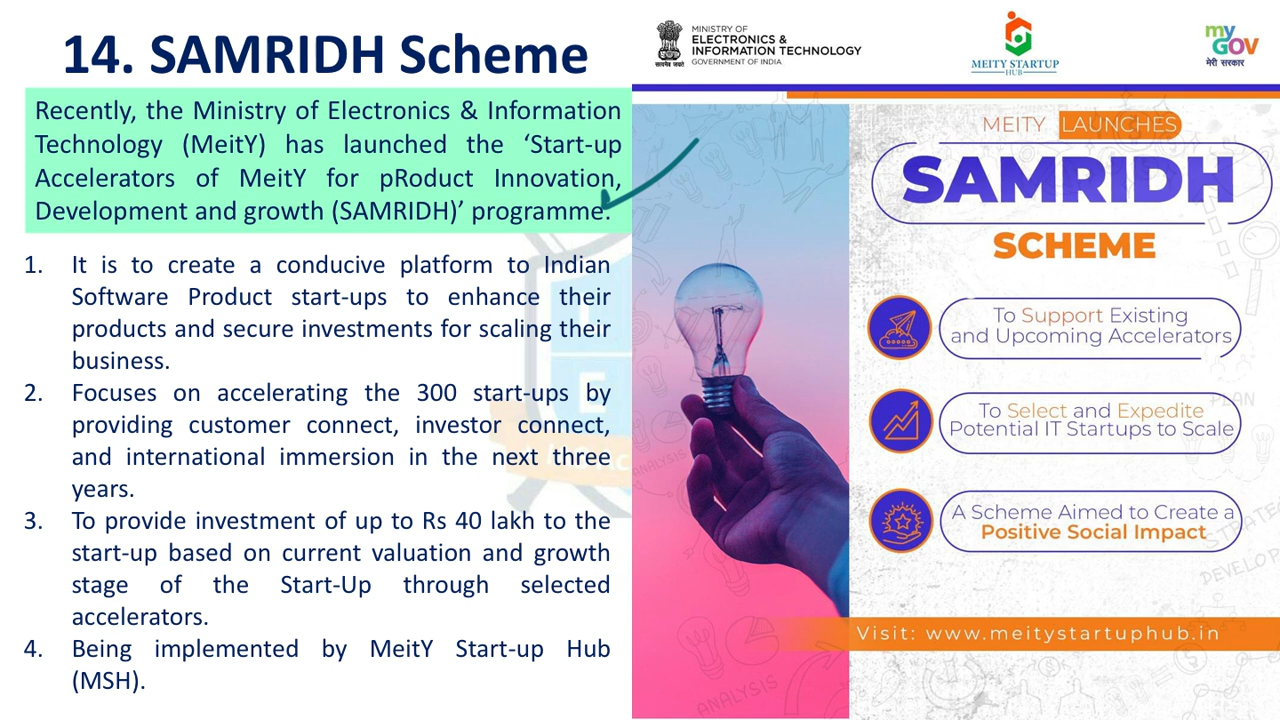 14. SAMRIDH Scheme
Recently, the Ministry of Electronics & Information
Technology (MeitY) has launched the ‘Start-up
Accelerators of MeitY for pRoduct Innovation,
Development and growth (SAMRIDH)’ programme.
1. It is to create a conducive platform to Indian
Software Product start-ups to enhance their
products and secure investments for scaling their
business.
2. Focuses on accelerating the 300 start-ups by
providing customer connect, investor connect,
and international immersion in the next three
years.
3. To provide investment of up to Rs 40 lakh to the
start-up based on current valuation and growth
stage of the Start-Up through selected
accelerators.
4. Being implemented by MeitY Start-up Hub
(MSH).
सत्यमेव जयते
MINISTRY OF
ELECTRONICS &
INFORMATION TECHNOLOGY
GOVERNMENT OF INDIA
MEITY STARTUP
HUB
my
GOV
मेरी सरकार
MEITY LAUNCHES
SAMRIDH
SCHEME
To Support Existing
and Upcoming Accelerators
To Select and Expedite
Potential IT Startups to Scale
A Scheme Aimed to Create a
Positive Social Impact
PLAN
ANALYSIS
STRATE
DEVELOP
Visit: www.meitystartuphub.in
ANALYSIS